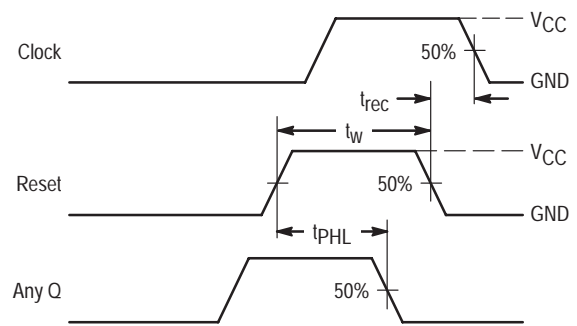 VCC
Clock
50%
GND
trec
tw
VCC
Reset
50%
GND
tPHL
Any Q
50%